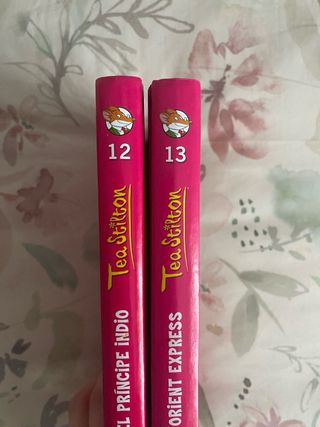 12
Tea Stilton
EL PRÍNCIPE INDIO
13
Tea Stilton
ORIENT EXPRESS